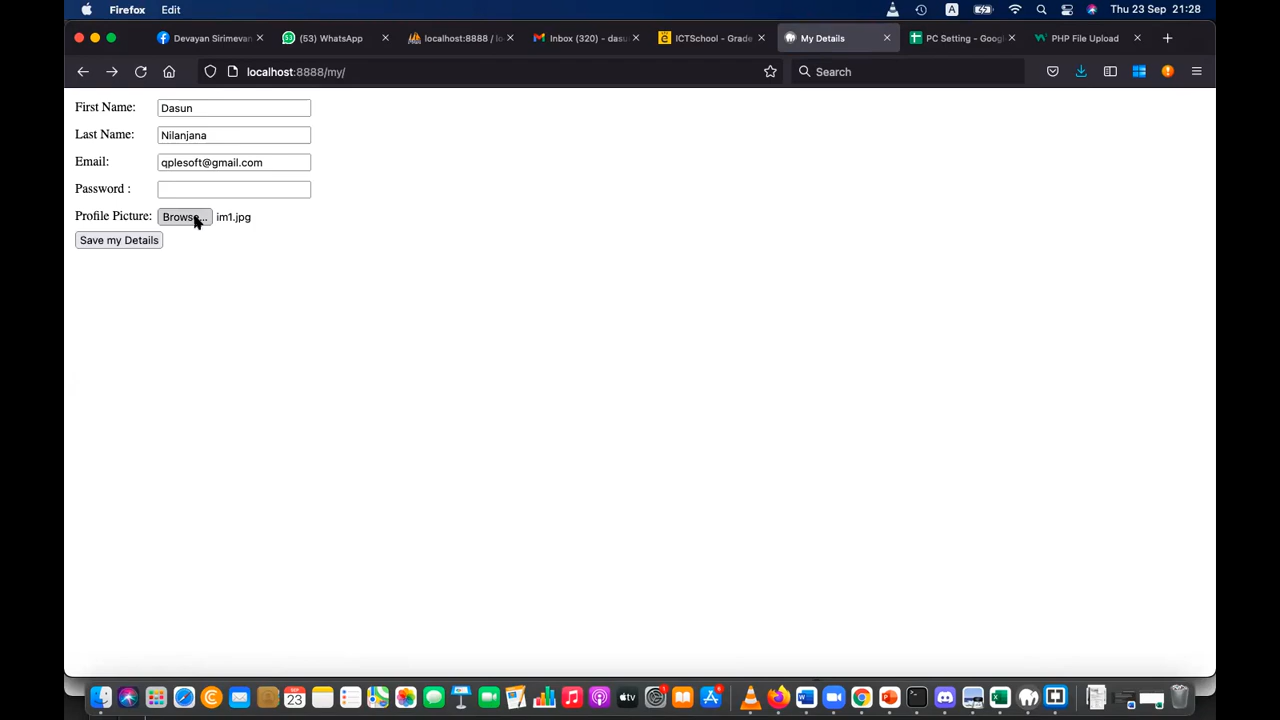 Firefox Edit Thu 23 Sep 21:28
Devayan Sirimevan (53) WhatsApp localhost:8888 / lo Inbox (320) - dasu ICTSchool - Grade My Details PC Setting - Google PHP File Upload
localhost:8888/my/ Search
First Name: Dasun
Last Name: Nilanjana
Email: qplesoft@gmail.com
Password :
Profile Picture: Browse... im1.jpg
Save my Details